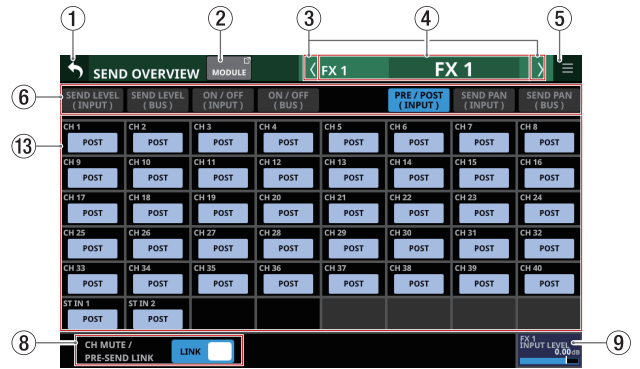 1 2 3 4 5
SEND OVERVIEW MODULE FX 1 FX 1
6
SEND LEVEL SEND LEVEL ON / OFF ON / OFF PRE / POST SEND PAN SEND PAN
( INPUT ) ( BUS ) ( INPUT ) ( BUS ) ( INPUT ) ( INPUT ) ( BUS )
13
CH 1 CH 2 CH 3 CH 4 CH 5 CH 6 CH 7 CH 8
POST POST POST POST POST POST POST POST
CH 9 CH 10 CH 11 CH 12 CH 13 CH 14 CH 15 CH 16
POST POST POST POST POST POST POST POST
CH 17 CH 18 CH 19 CH 20 CH 21 CH 22 CH 23 CH 24
POST POST POST POST POST POST POST POST
CH 25 CH 26 CH 27 CH 28 CH 29 CH 30 CH 31 CH 32
POST POST POST POST POST POST POST POST
CH 33 CH 34 CH 35 CH 36 CH 37 CH 38 CH 39 CH 40
POST POST POST POST POST POST POST POST
ST IN 1 ST IN 2
POST POST
8
CH MUTE /
PRE-SEND LINK LINK
FX 1
INPUT LEVEL
0.00dB
9